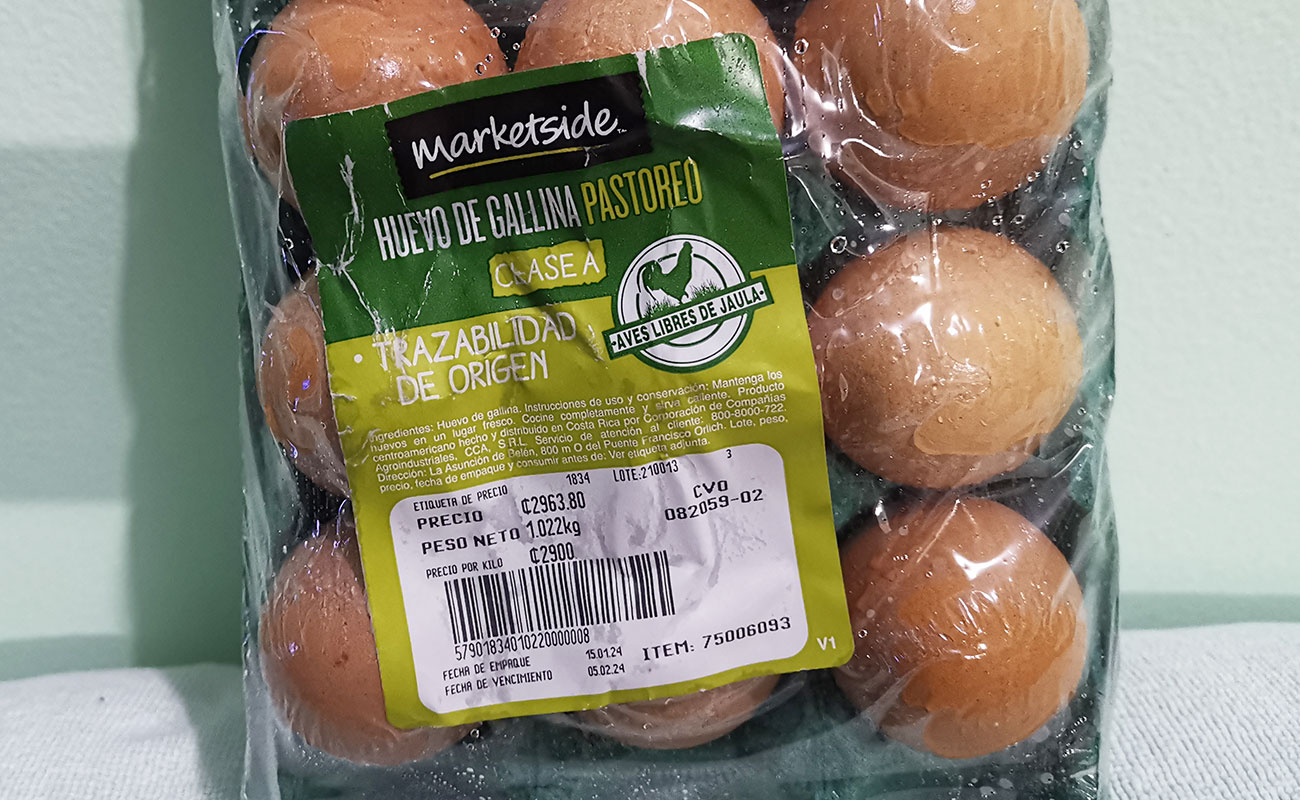 marketside™
HUEVO DE GALLINA PASTOREO
CLASE A
AVES LIBRES DE JAULA
• TRAZABILIDAD
DE ORIGEN
Ingredientes: Huevo de gallina. Instrucciones de uso y conservación: Mantenga los
huevos en un lugar fresco. Cocine completamente y sirva caliente. Producto
centroamericano hecho y distribuido en Costa Rica por Corporación de Compañías
Agroindustriales, CCA, S.R.L. Servicio de atención al cliente: 800-8000-722.
Dirección: La Asunción de Belén, 800 m O del Puente Francisco Orlich. Lote, peso,
precio, fecha de empaque y consumir antes de: Ver etiqueta adjunta.
ETIQUETA DE PRECIO 1834 LOTE:210013 3
PRECIO ₡2963.80 CVO
PESO NETO 1.022kg 082059-02
PRECIO POR KILO ₡2900
57901834010220000008
FECHA DE EMPAQUE 15.01.24 ITEM: 75006093
FECHA DE VENCIMIENTO 05.02.24
V1